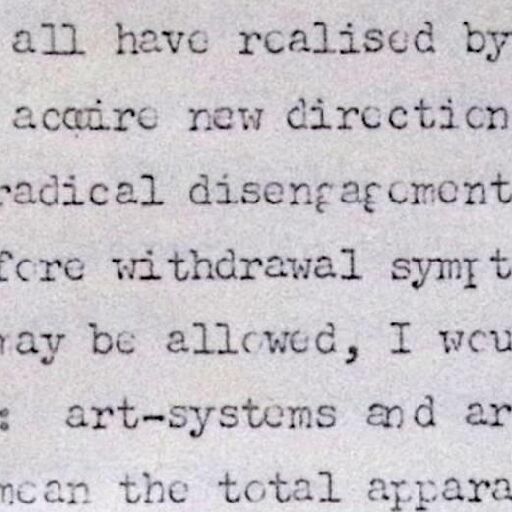 all have realised by
acquire new direction
radical disengagement
fore withdrawal sympt
may be allowed, I wou
: art-systems and ar
mean the total appara